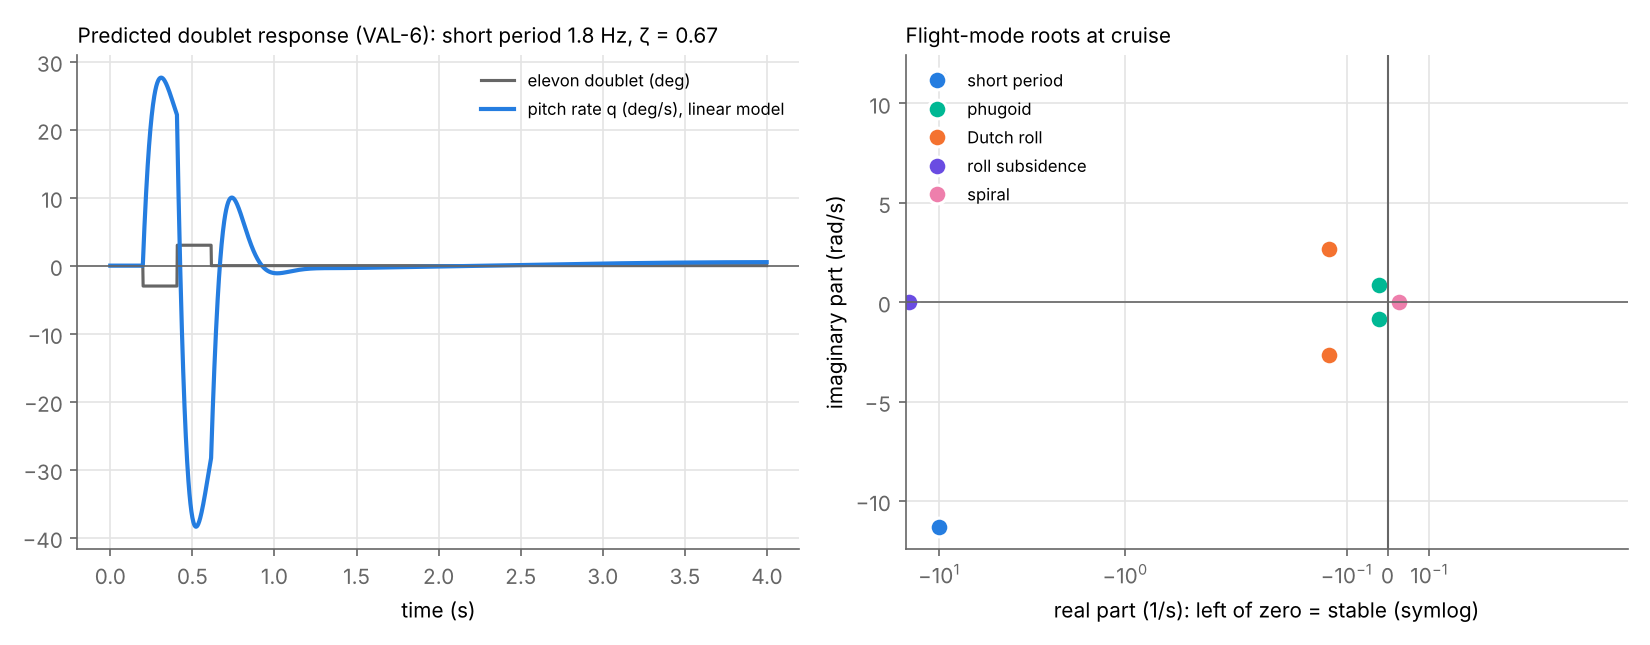 Predicted doublet response (VAL-6): short period 1.8 Hz, ζ = 0.67
30
20
10
0
−10
−20
−30
−40
elevon doublet (deg)
pitch rate q (deg/s), linear model
0.0 0.5 1.0 1.5 2.0 2.5 3.0 3.5 4.0
time (s)
Flight-mode roots at cruise
imaginary part (rad/s)
10
5
0
−5
−10
short period
phugoid
Dutch roll
roll subsidence
spiral
−10¹ −10⁰ −10⁻¹ 0 10⁻¹
real part (1/s): left of zero = stable (symlog)